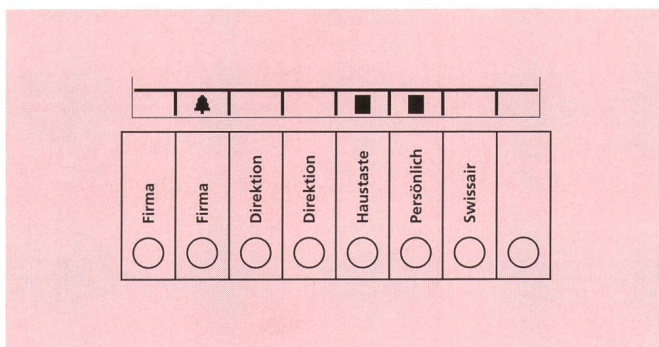 Firma
Firma
Direktion
Direktion
Haustaste
Persönlich
Swissair